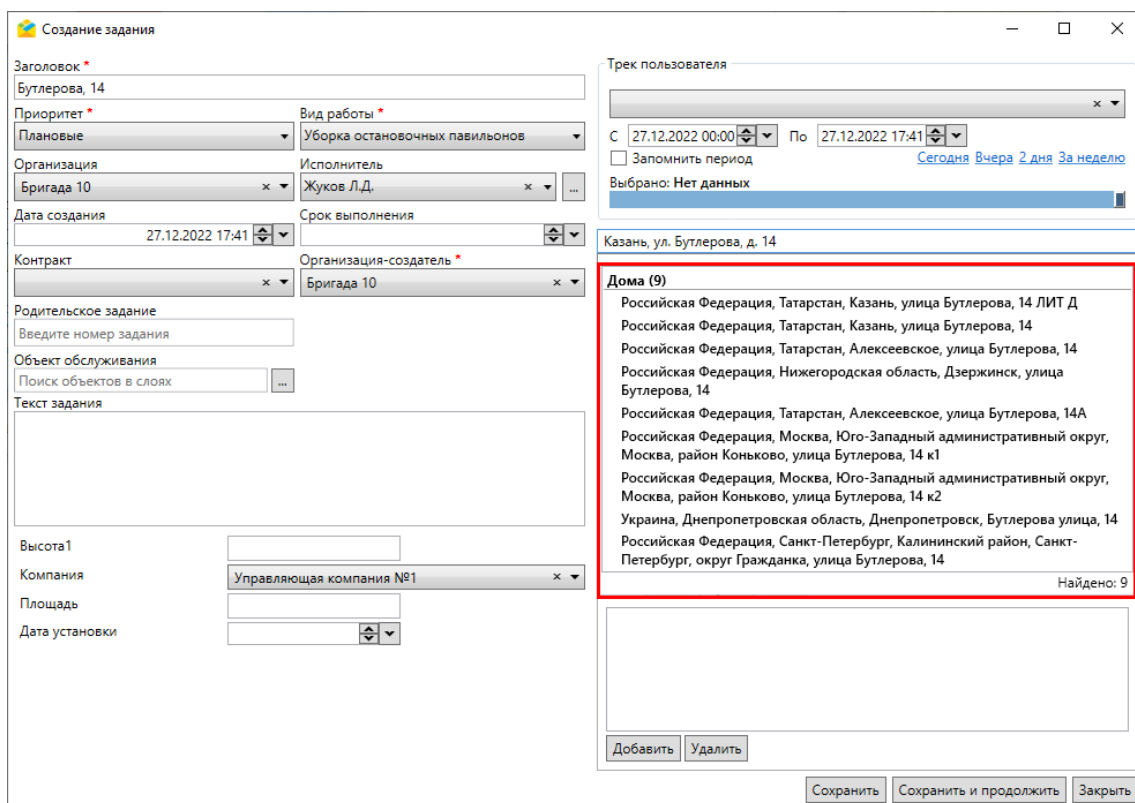 Создание задания
Заголовок *
Бутлерова, 14
Приоритет * Вид работы *
Плановые Уборка остановочных павильонов
Организация Исполнитель
Бригада 10 Жуков Л.Д. ...
Дата создания Срок выполнения
27.12.2022 17:41
Контракт Организация-создатель *
Бригада 10
Родительское задание
Введите номер задания
Объект обслуживания
Поиск объектов в слоях ...
Текст задания
Высота1
Компания Управляющая компания №1
Площадь
Дата установки
Трек пользователя
С 27.12.2022 00:00 По 27.12.2022 17:41
Запомнить период Сегодня Вчера 2 дня За неделю
Выбрано: Нет данных
Казань, ул. Бутлерова, д. 14
Дома (9)
Российская Федерация, Татарстан, Казань, улица Бутлерова, 14 ЛИТ Д
Российская Федерация, Татарстан, Казань, улица Бутлерова, 14
Российская Федерация, Татарстан, Алексеевское, улица Бутлерова, 14
Российская Федерация, Нижегородская область, Дзержинск, улица
Бутлерова, 14
Российская Федерация, Татарстан, Алексеевское, улица Бутлерова, 14А
Российская Федерация, Москва, Юго-Западный административный округ,
Москва, район Коньково, улица Бутлерова, 14 к1
Российская Федерация, Москва, Юго-Западный административный округ,
Москва, район Коньково, улица Бутлерова, 14 к2
Украина, Днепропетровская область, Днепропетровск, Бутлерова улица, 14
Российская Федерация, Санкт-Петербург, Калининский район, Санкт-
Петербург, округ Гражданка, улица Бутлерова, 14
Найдено: 9
Добавить Удалить
Сохранить Сохранить и продолжить Закрыть